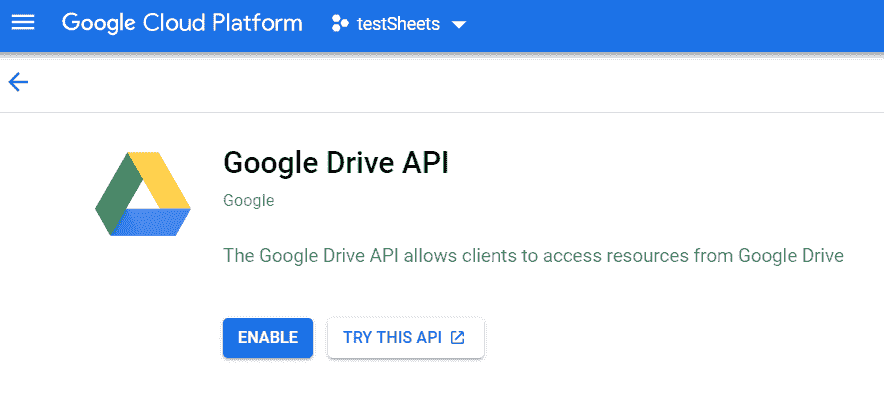 Google Cloud Platform testSheets
Google Drive API
Google
The Google Drive API allows clients to access resources from Google Drive
ENABLE TRY THIS API